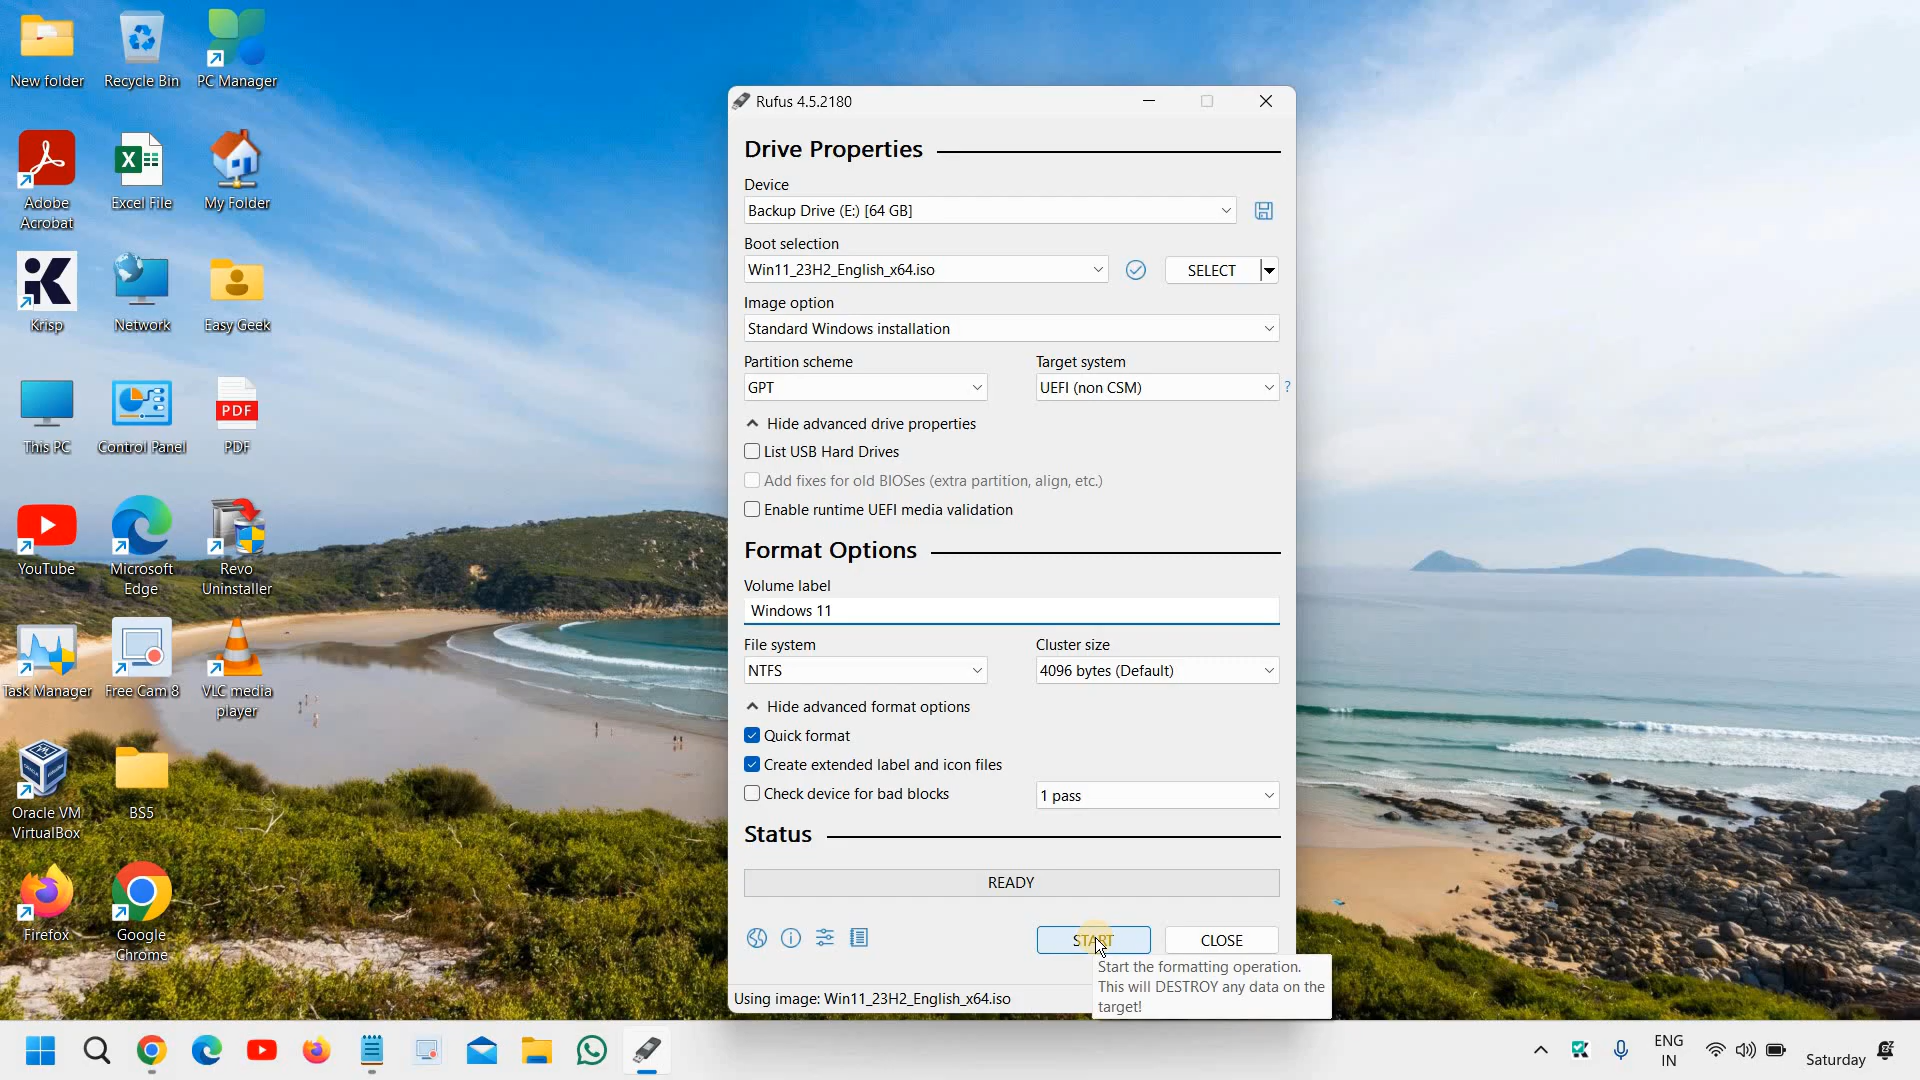 New folder
Recycle Bin
PC Manager
Adobe
Acrobat
Excel File
My Folder
Krisp
Network
Easy Geek
This PC
Control Panel
PDF
PDF
YouTube
Microsoft
Edge
Revo
Uninstaller
Task Manager
Free Cam 8
VLC media
player
Oracle VM
VirtualBox
BS5
Firefox
Google
Chrome
Rufus 4.5.2180
Drive Properties
Device
Backup Drive (E:) [64 GB]
Boot selection
Win11_23H2_English_x64.iso
SELECT
Image option
Standard Windows installation
Partition scheme
Target system
GPT
UEFI (non CSM)
?
Hide advanced drive properties
List USB Hard Drives
Add fixes for old BIOSes (extra partition, align, etc.)
Enable runtime UEFI media validation
Format Options
Volume label
Windows 11
File system
Cluster size
NTFS
4096 bytes (Default)
Hide advanced format options
Quick format
Create extended label and icon files
Check device for bad blocks
1 pass
Status
READY
START
CLOSE
Start the formatting operation.
This will DESTROY any data on the
target!
Using image: Win11_23H2_English_x64.iso
ENG
IN
Saturday